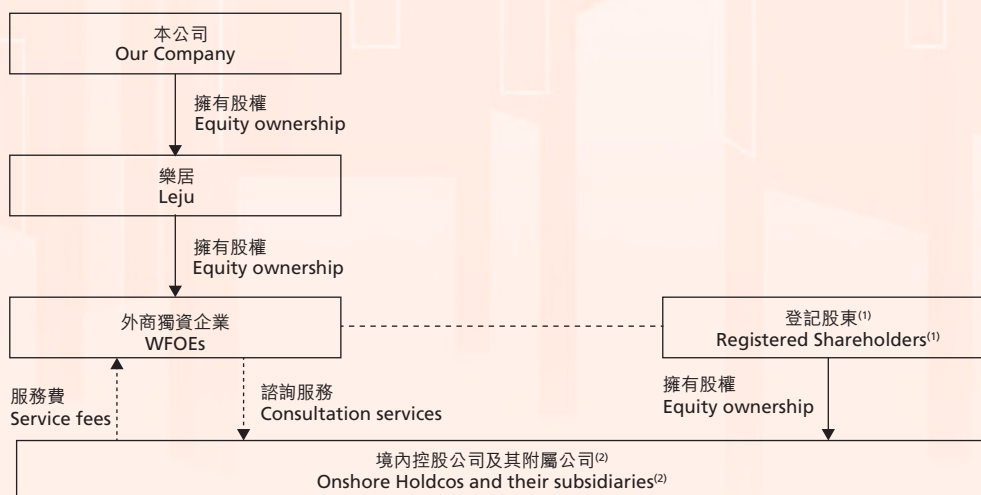 本公司
Our Company
擁有股權
Equity ownership
樂居
Leju
擁有股權
Equity ownership
外商獨資企業
WFOEs
登記股東(1)
Registered Shareholders(1)
服務費
Service fees
諮詢服務
Consultation services
擁有股權
Equity ownership
境內控股公司及其附屬公司(2)
Onshore Holdcos and their subsidiaries(2)